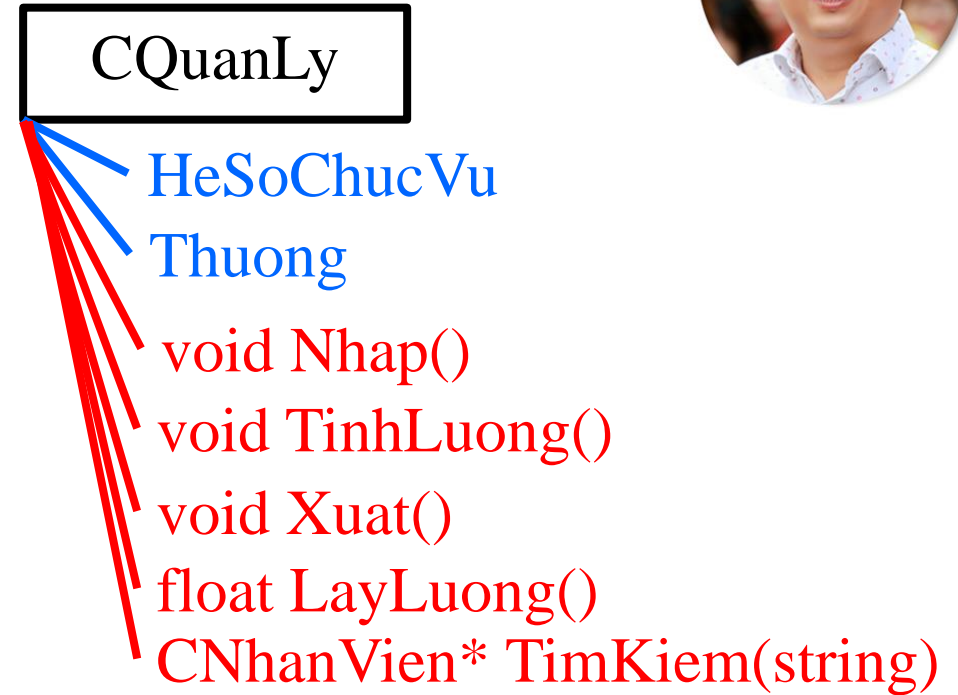 CQuanLy
HeSoChucVu
Thuong
void Nhap()
void TinhLuong()
void Xuat()
float LayLuong()
CNhanVien* TimKiem(string)